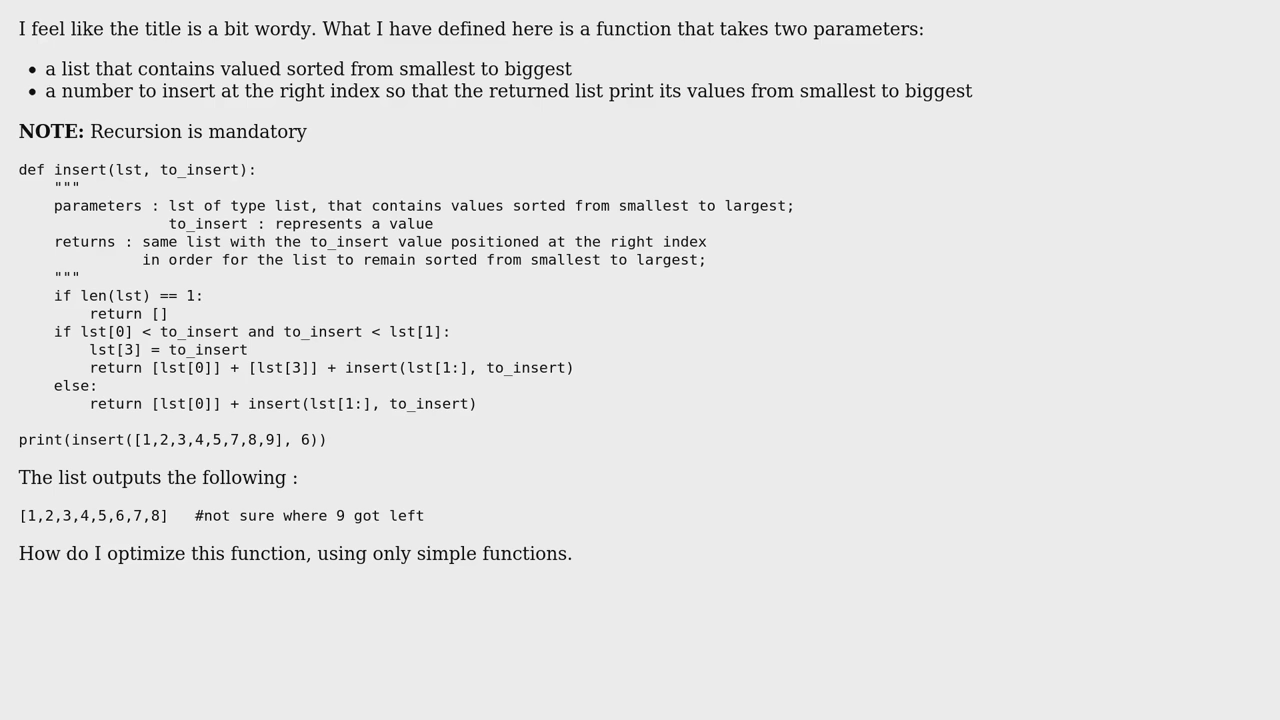 I feel like the title is a bit wordy. What I have defined here is a function that takes two parameters:
• a list that contains valued sorted from smallest to biggest
• a number to insert at the right index so that the returned list print its values from smallest to biggest
NOTE: Recursion is mandatory
def insert(lst, to_insert):
    """
    parameters : lst of type list, that contains values sorted from smallest to largest;
                 to_insert : represents a value
    returns : same list with the to_insert value positioned at the right index
              in order for the list to remain sorted from smallest to largest;
    """
    if len(lst) == 1:
        return []
    if lst[0] < to_insert and to_insert < lst[1]:
        lst[3] = to_insert
        return [lst[0]] + [lst[3]] + insert(lst[1:], to_insert)
    else:
        return [lst[0]] + insert(lst[1:], to_insert)
print(insert([1,2,3,4,5,7,8,9], 6))
The list outputs the following :
[1,2,3,4,5,6,7,8]   #not sure where 9 got left
How do I optimize this function, using only simple functions.